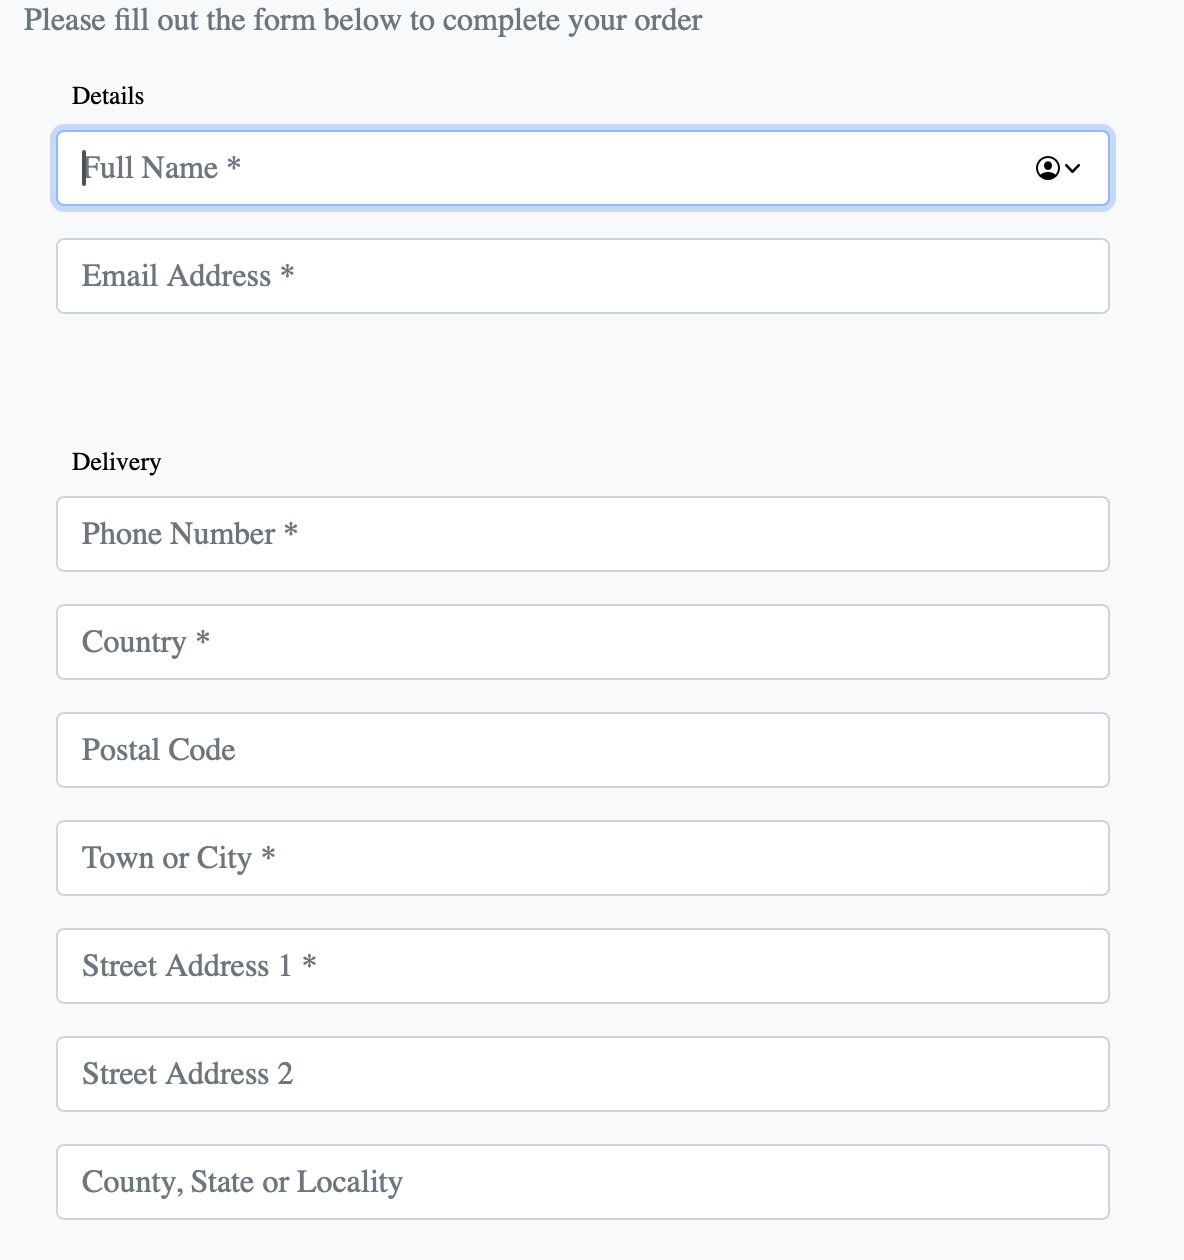 Please fill out the form below to complete your order
Details
Full Name *
Email Address *
Delivery
Phone Number *
Country *
Postal Code
Town or City *
Street Address 1 *
Street Address 2
County, State or Locality